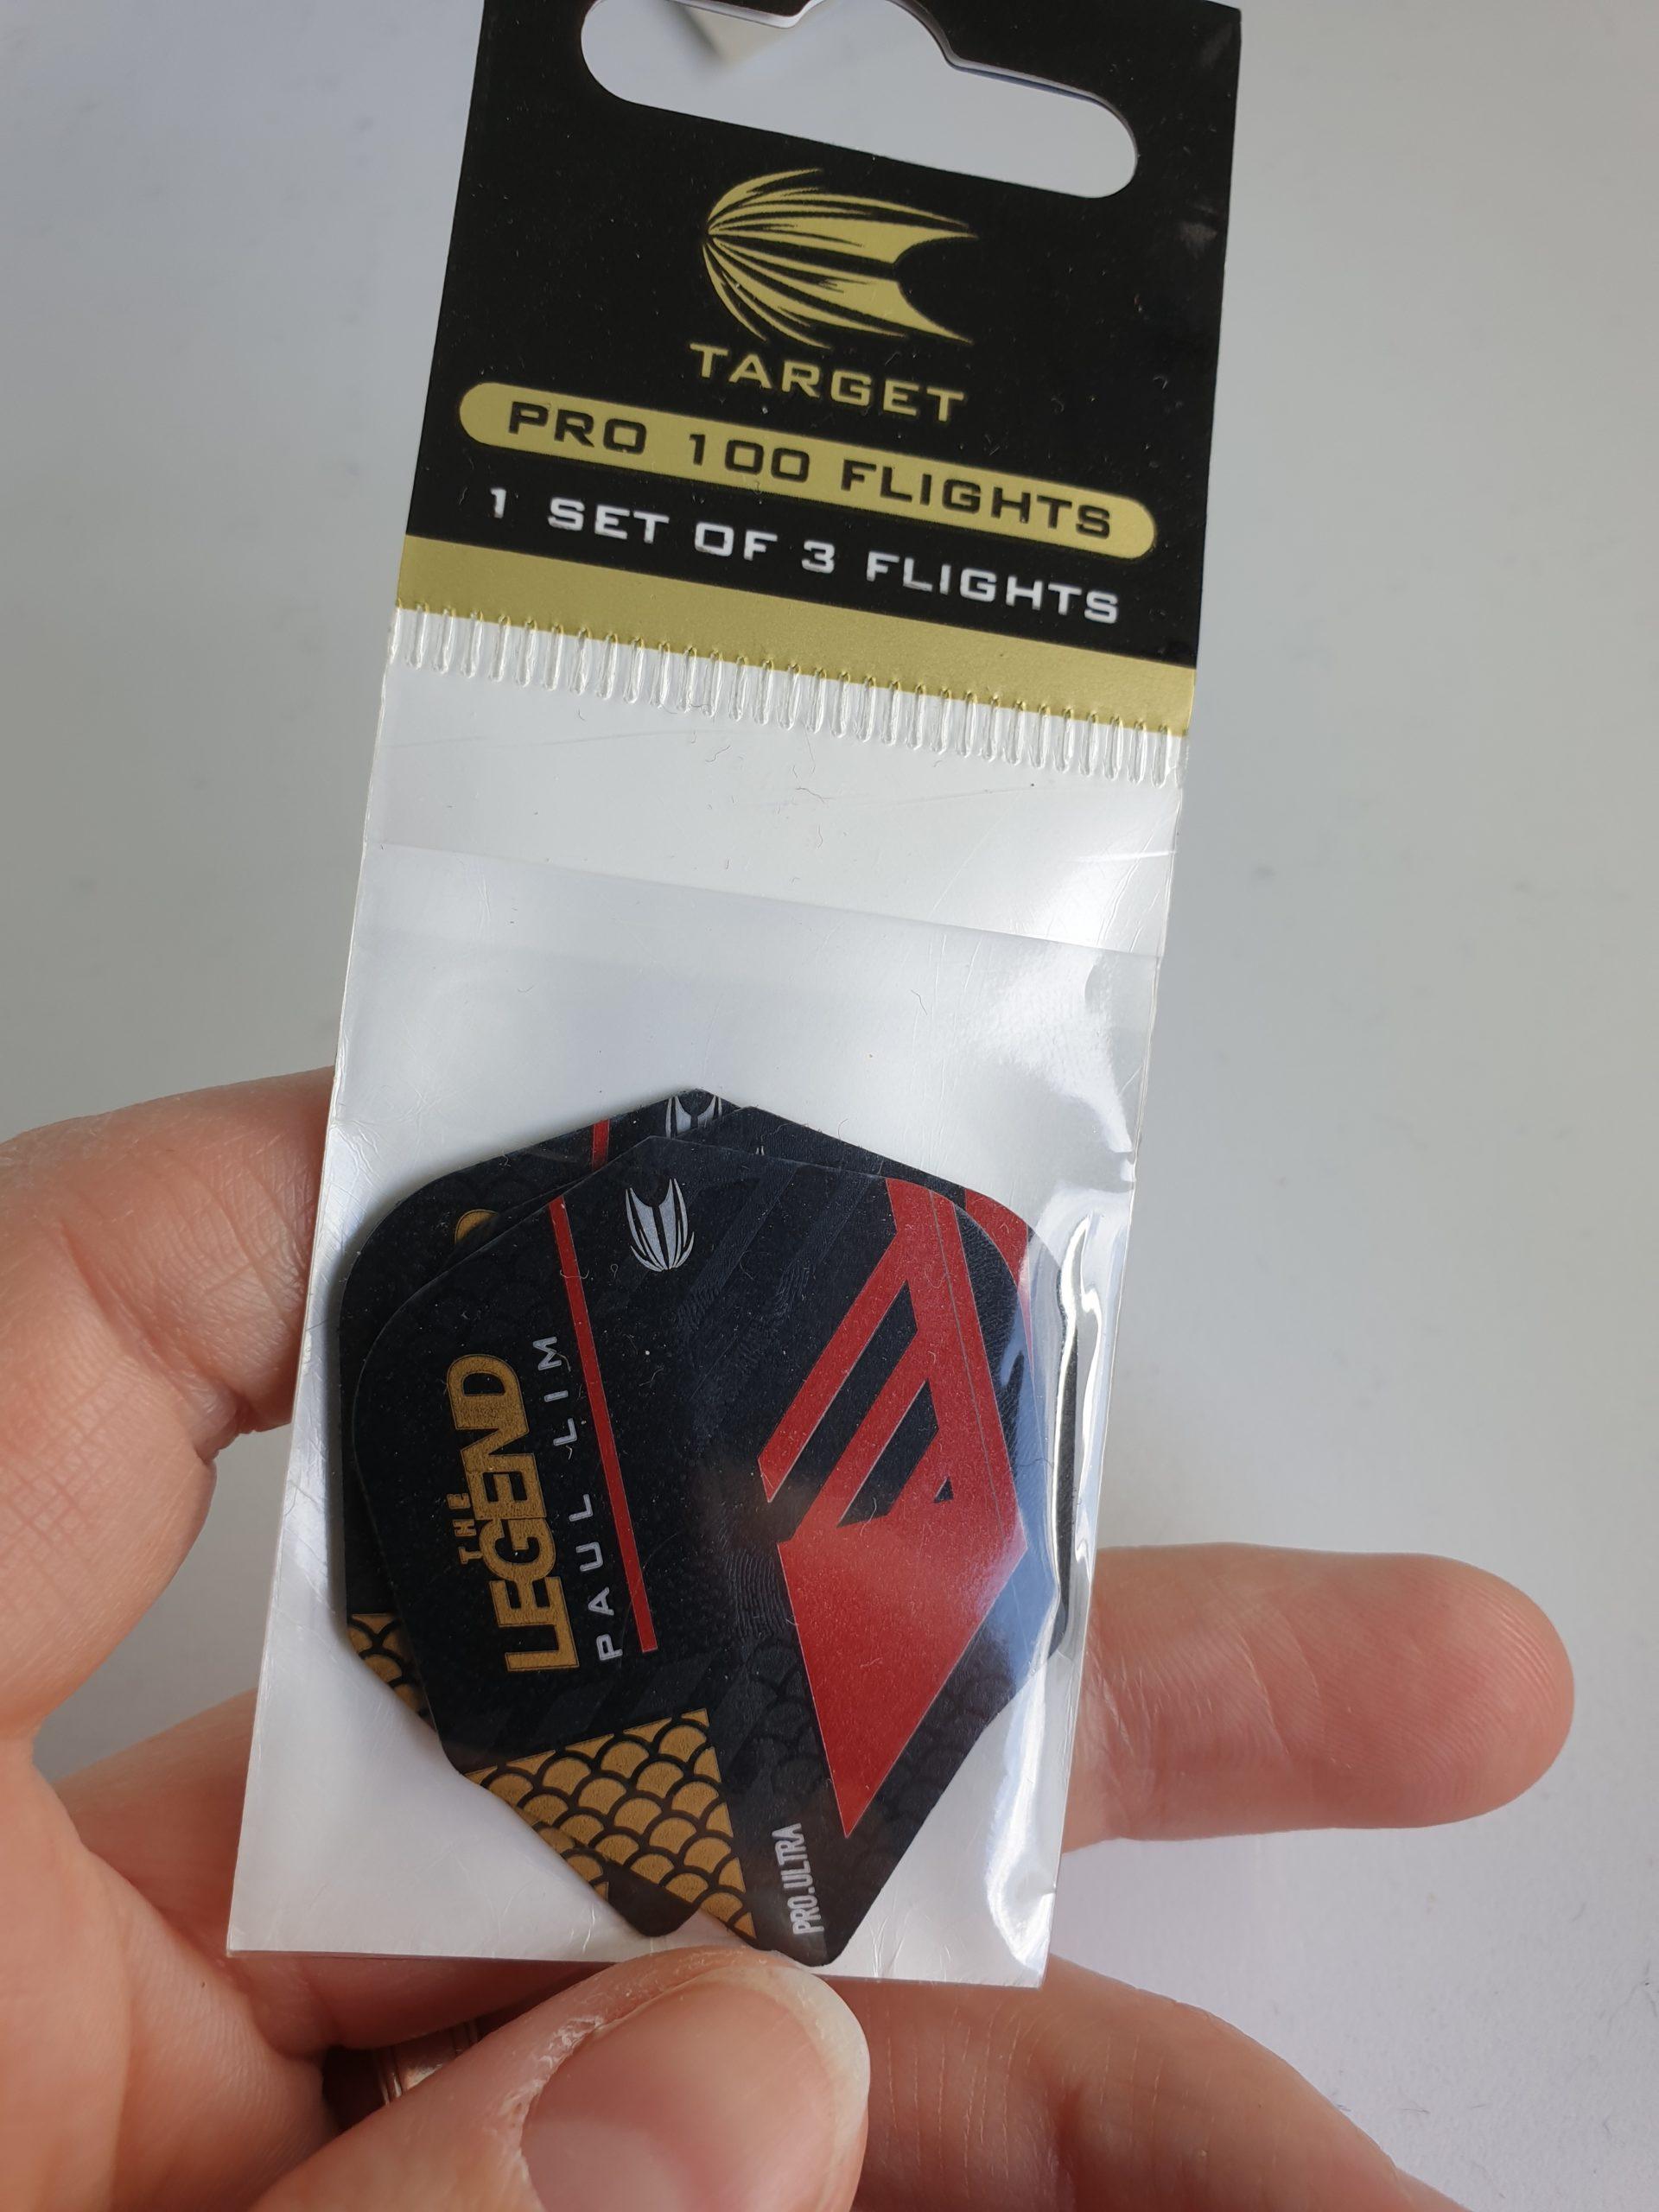 TARGET
PRO 100 FLIGHTS
1 SET OF 3 FLIGHTS
THE
LEGEND
PAUL LIM
PRO.ULTRA